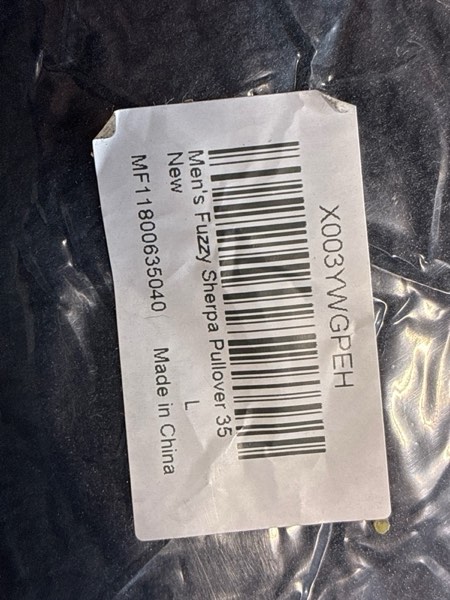 X003YWGPEH
Men's Fuzzy Sherpa Pullover 35
New L
MF11800635040 Made in China